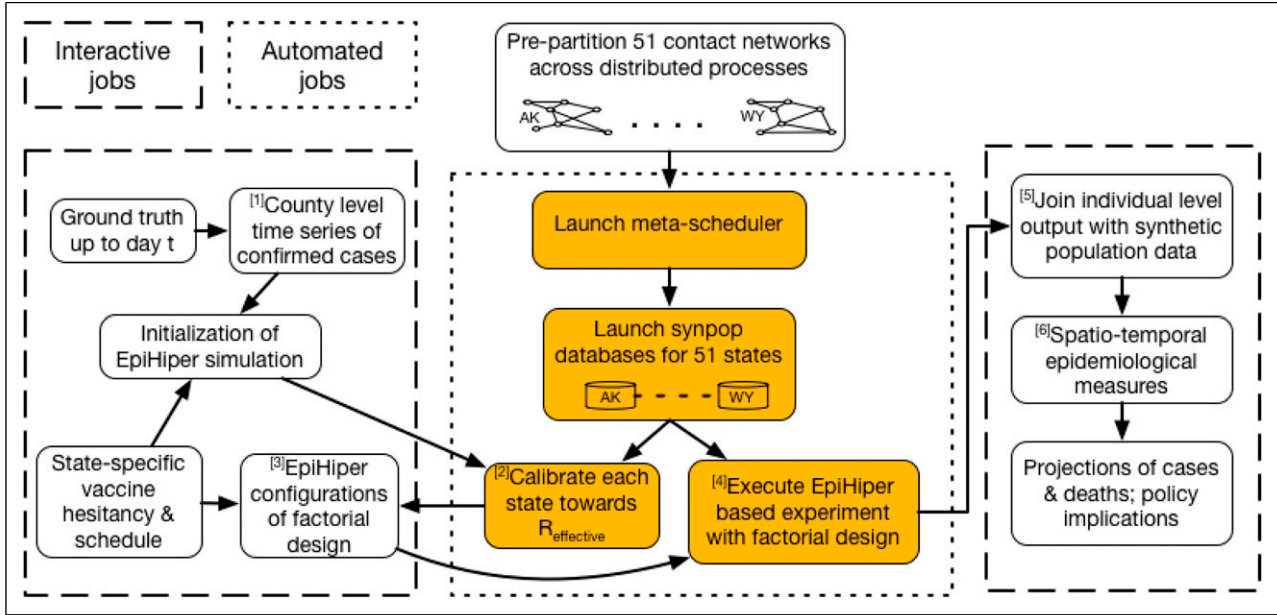 Interactive
jobs
Automated
jobs
Pre-partition 51 contact networks
across distributed processes
AK
. . . .
WY
Ground truth
up to day t
[1]County level
time series of
confirmed cases
Initialization of
EpiHiper simulation
State-specific
vaccine
hesitancy &
schedule
[3]EpiHiper
configurations
of factorial
design
Launch meta-scheduler
Launch synpop
databases for 51 states
AK
WY
[2]Calibrate each
state towards
Reffective
[4]Execute EpiHiper
based experiment
with factorial design
[5]Join individual level
output with synthetic
population data
[6]Spatio-temporal
epidemiological
measures
Projections of cases
& deaths; policy
implications